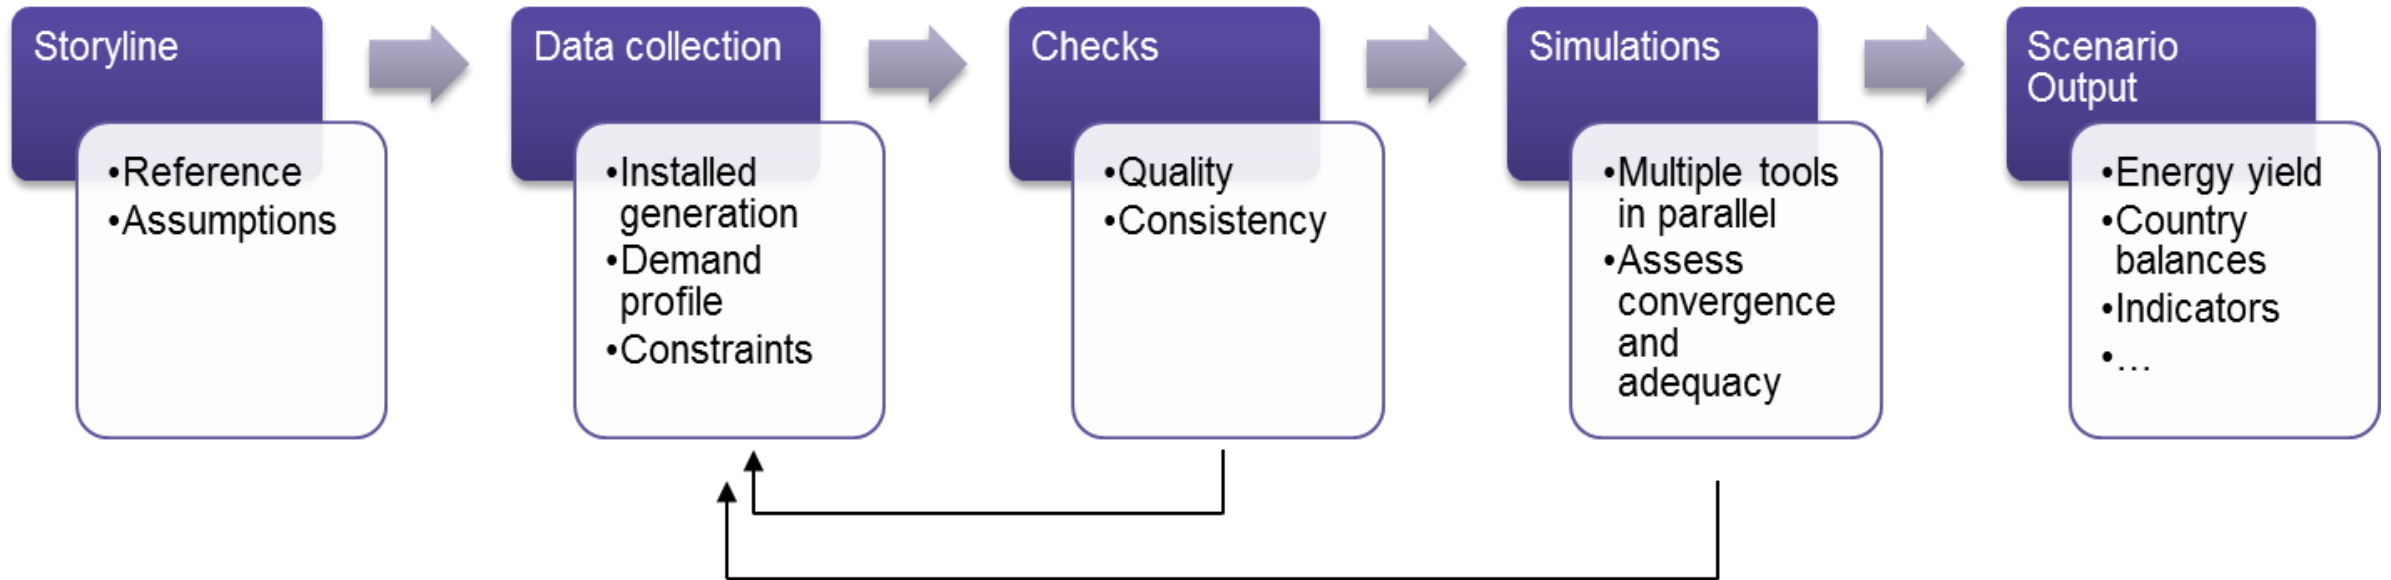 Storyline
•Reference
•Assumptions
Data collection
•Installed
generation
•Demand
profile
•Constraints
Checks
•Quality
•Consistency
Simulations
•Multiple tools
in parallel
•Assess
convergence
and
adequacy
Scenario
Output
•Energy yield
•Country
balances
•Indicators
•...